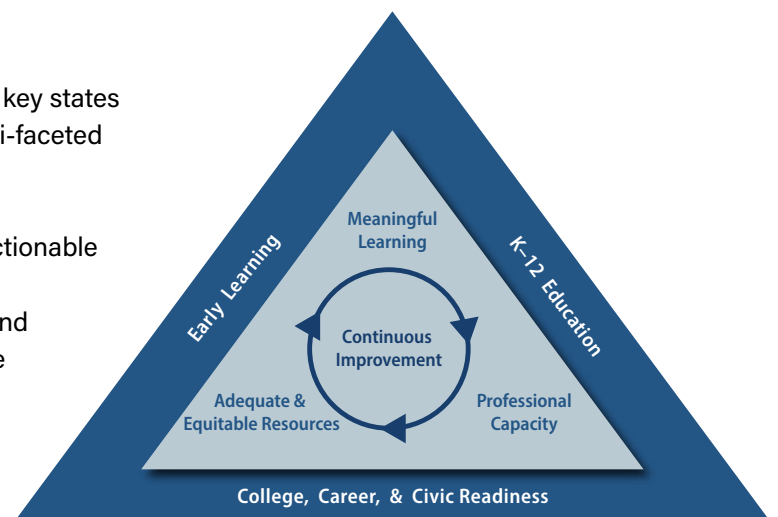 key states
i-faceted
ctionable
nd
e
Meaningful
Learning
Early Learning
K–12 Education
Continuous
Improvement
Adequate &
Equitable Resources
Professional
Capacity
College, Career, & Civic Readiness